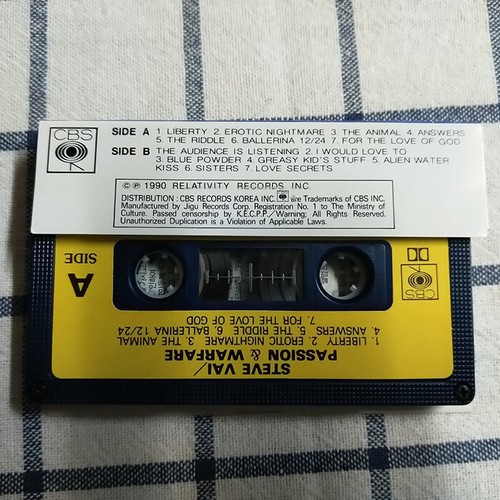 CBS
SIDE A 1. LIBERTY 2. EROTIC NIGHTMARE 3. THE ANIMAL 4. ANSWERS
5. THE RIDDLE 6. BALLERINA 12/24 7. FOR THE LOVE OF GOD
SIDE B THE AUDIENCE IS LISTENING 2. I WOULD LOVE TO
3. BLUE POWDER 4. GREASY KID'S STUFF 5. ALIEN WATER
KISS 6. SISTERS 7. LOVE SECRETS
© ℗ 1990 RELATIVITY RECORDS, INC.
DISTRIBUTION : CBS RECORDS KOREA INC. are Trademarks of CBS INC.
Manufactured by Jigu Records Corp. Registration No. 1 to The Ministry of
Culture. Passed censorship by K.E.C.P.P./Warning; All Rights Reserved.
Unauthorized Duplication is a Violation of Applicable Laws.
STEVE VAI/
PASSION & WARFARE
1. LIBERTY 2. EROTIC NIGHTMARE 3. THE ANIMAL
4. ANSWERS 5. THE RIDDLE 6. BALLERINA 12/24
7. FOR THE LOVE OF GOD
CBS
SIDE
A